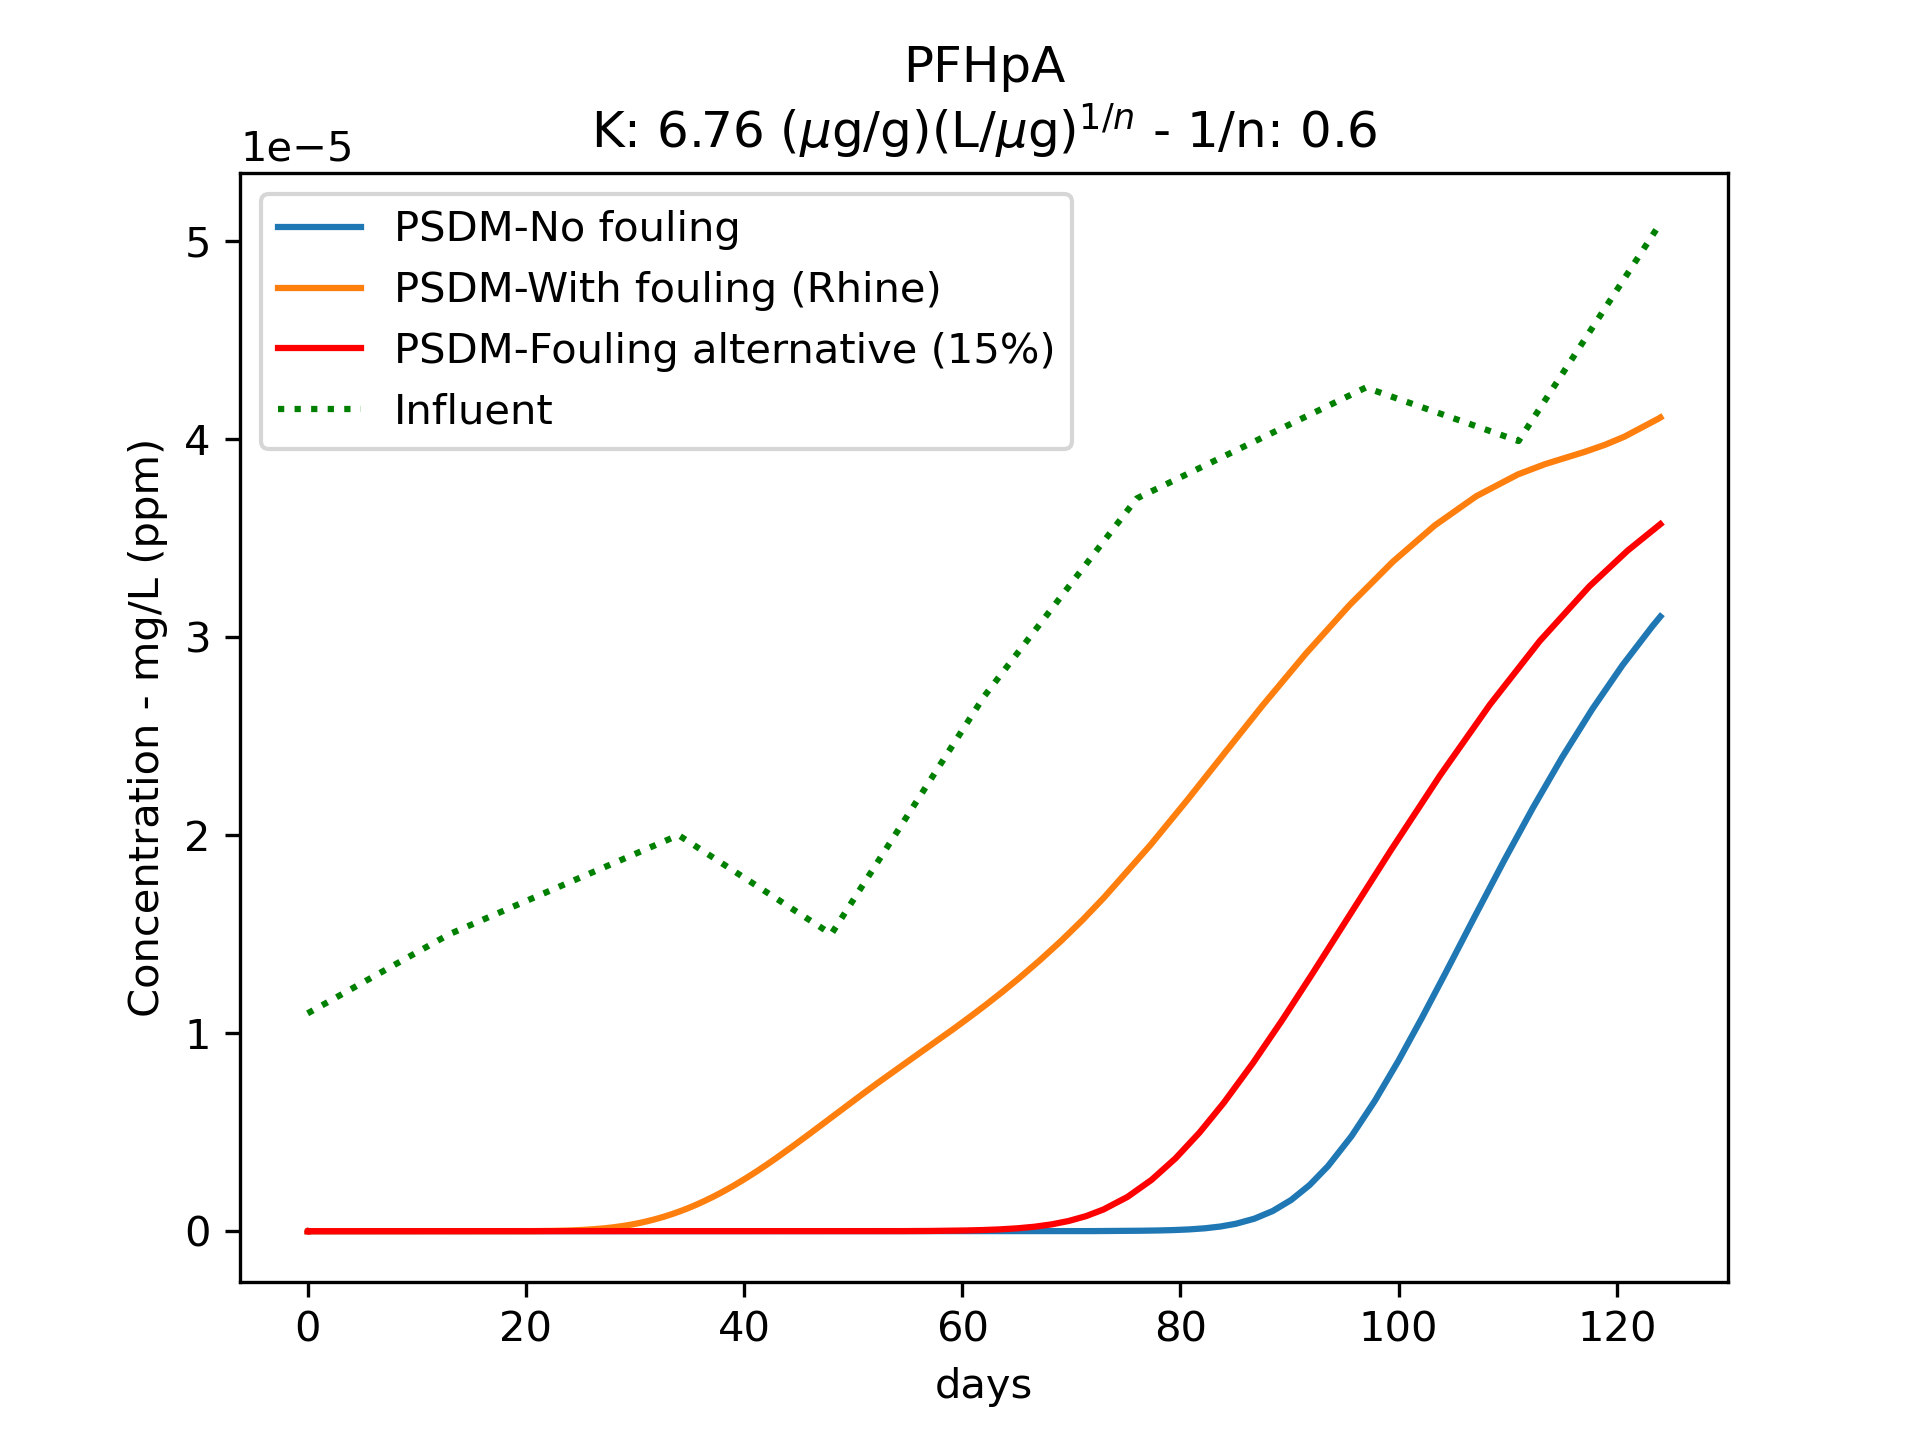 PFHpA
K: 6.76 (μg/g)(L/μg)^{1/n} - 1/n: 0.6
1e−5
PSDM-No fouling
PSDM-With fouling (Rhine)
PSDM-Fouling alternative (15%)
Influent
Concentration - mg/L (ppm)
5
4
3
2
1
0
0 20 40 60 80 100 120
days